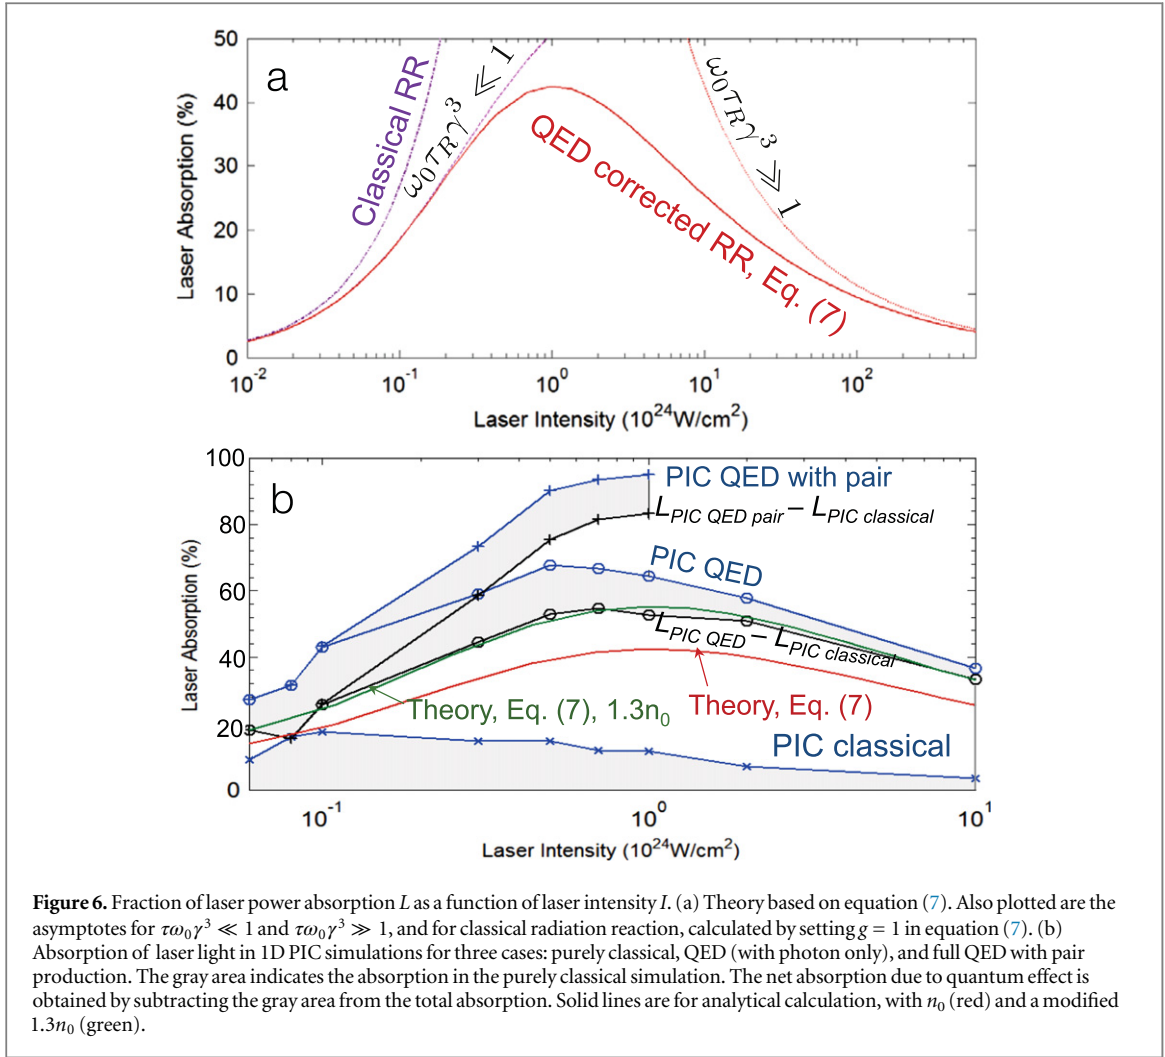 a
Laser Absorption (%)
50
40
30
20
10
0
Classical RR
ω₀τ_Rγ³ ≪ 1
QED corrected RR, Eq. (7)
ω₀τ_Rγ³ ≫ 1
10⁻² 10⁻¹ 10⁰ 10¹ 10²
Laser Intensity (10²⁴W/cm²)
b
Laser Absorption (%)
100
80
60
40
20
0
PIC QED with pair
L_PIC QED pair – L_PIC classical
PIC QED
L_PIC QED – L_PIC classical
Theory, Eq. (7), 1.3n₀
Theory, Eq. (7)
PIC classical
10⁻¹ 10⁰ 10¹
Laser Intensity (10²⁴W/cm²)
Figure 6. Fraction of laser power absorption L as a function of laser intensity I. (a) Theory based on equation (7). Also plotted are the
asymptotes for τω₀γ³ ≪ 1 and τω₀γ³ ≫ 1, and for classical radiation reaction, calculated by setting g = 1 in equation (7). (b)
Absorption of laser light in 1D PIC simulations for three cases: purely classical, QED (with photon only), and full QED with pair
production. The gray area indicates the absorption in the purely classical simulation. The net absorption due to quantum effect is
obtained by subtracting the gray area from the total absorption. Solid lines are for analytical calculation, with n₀ (red) and a modified
1.3n₀ (green).